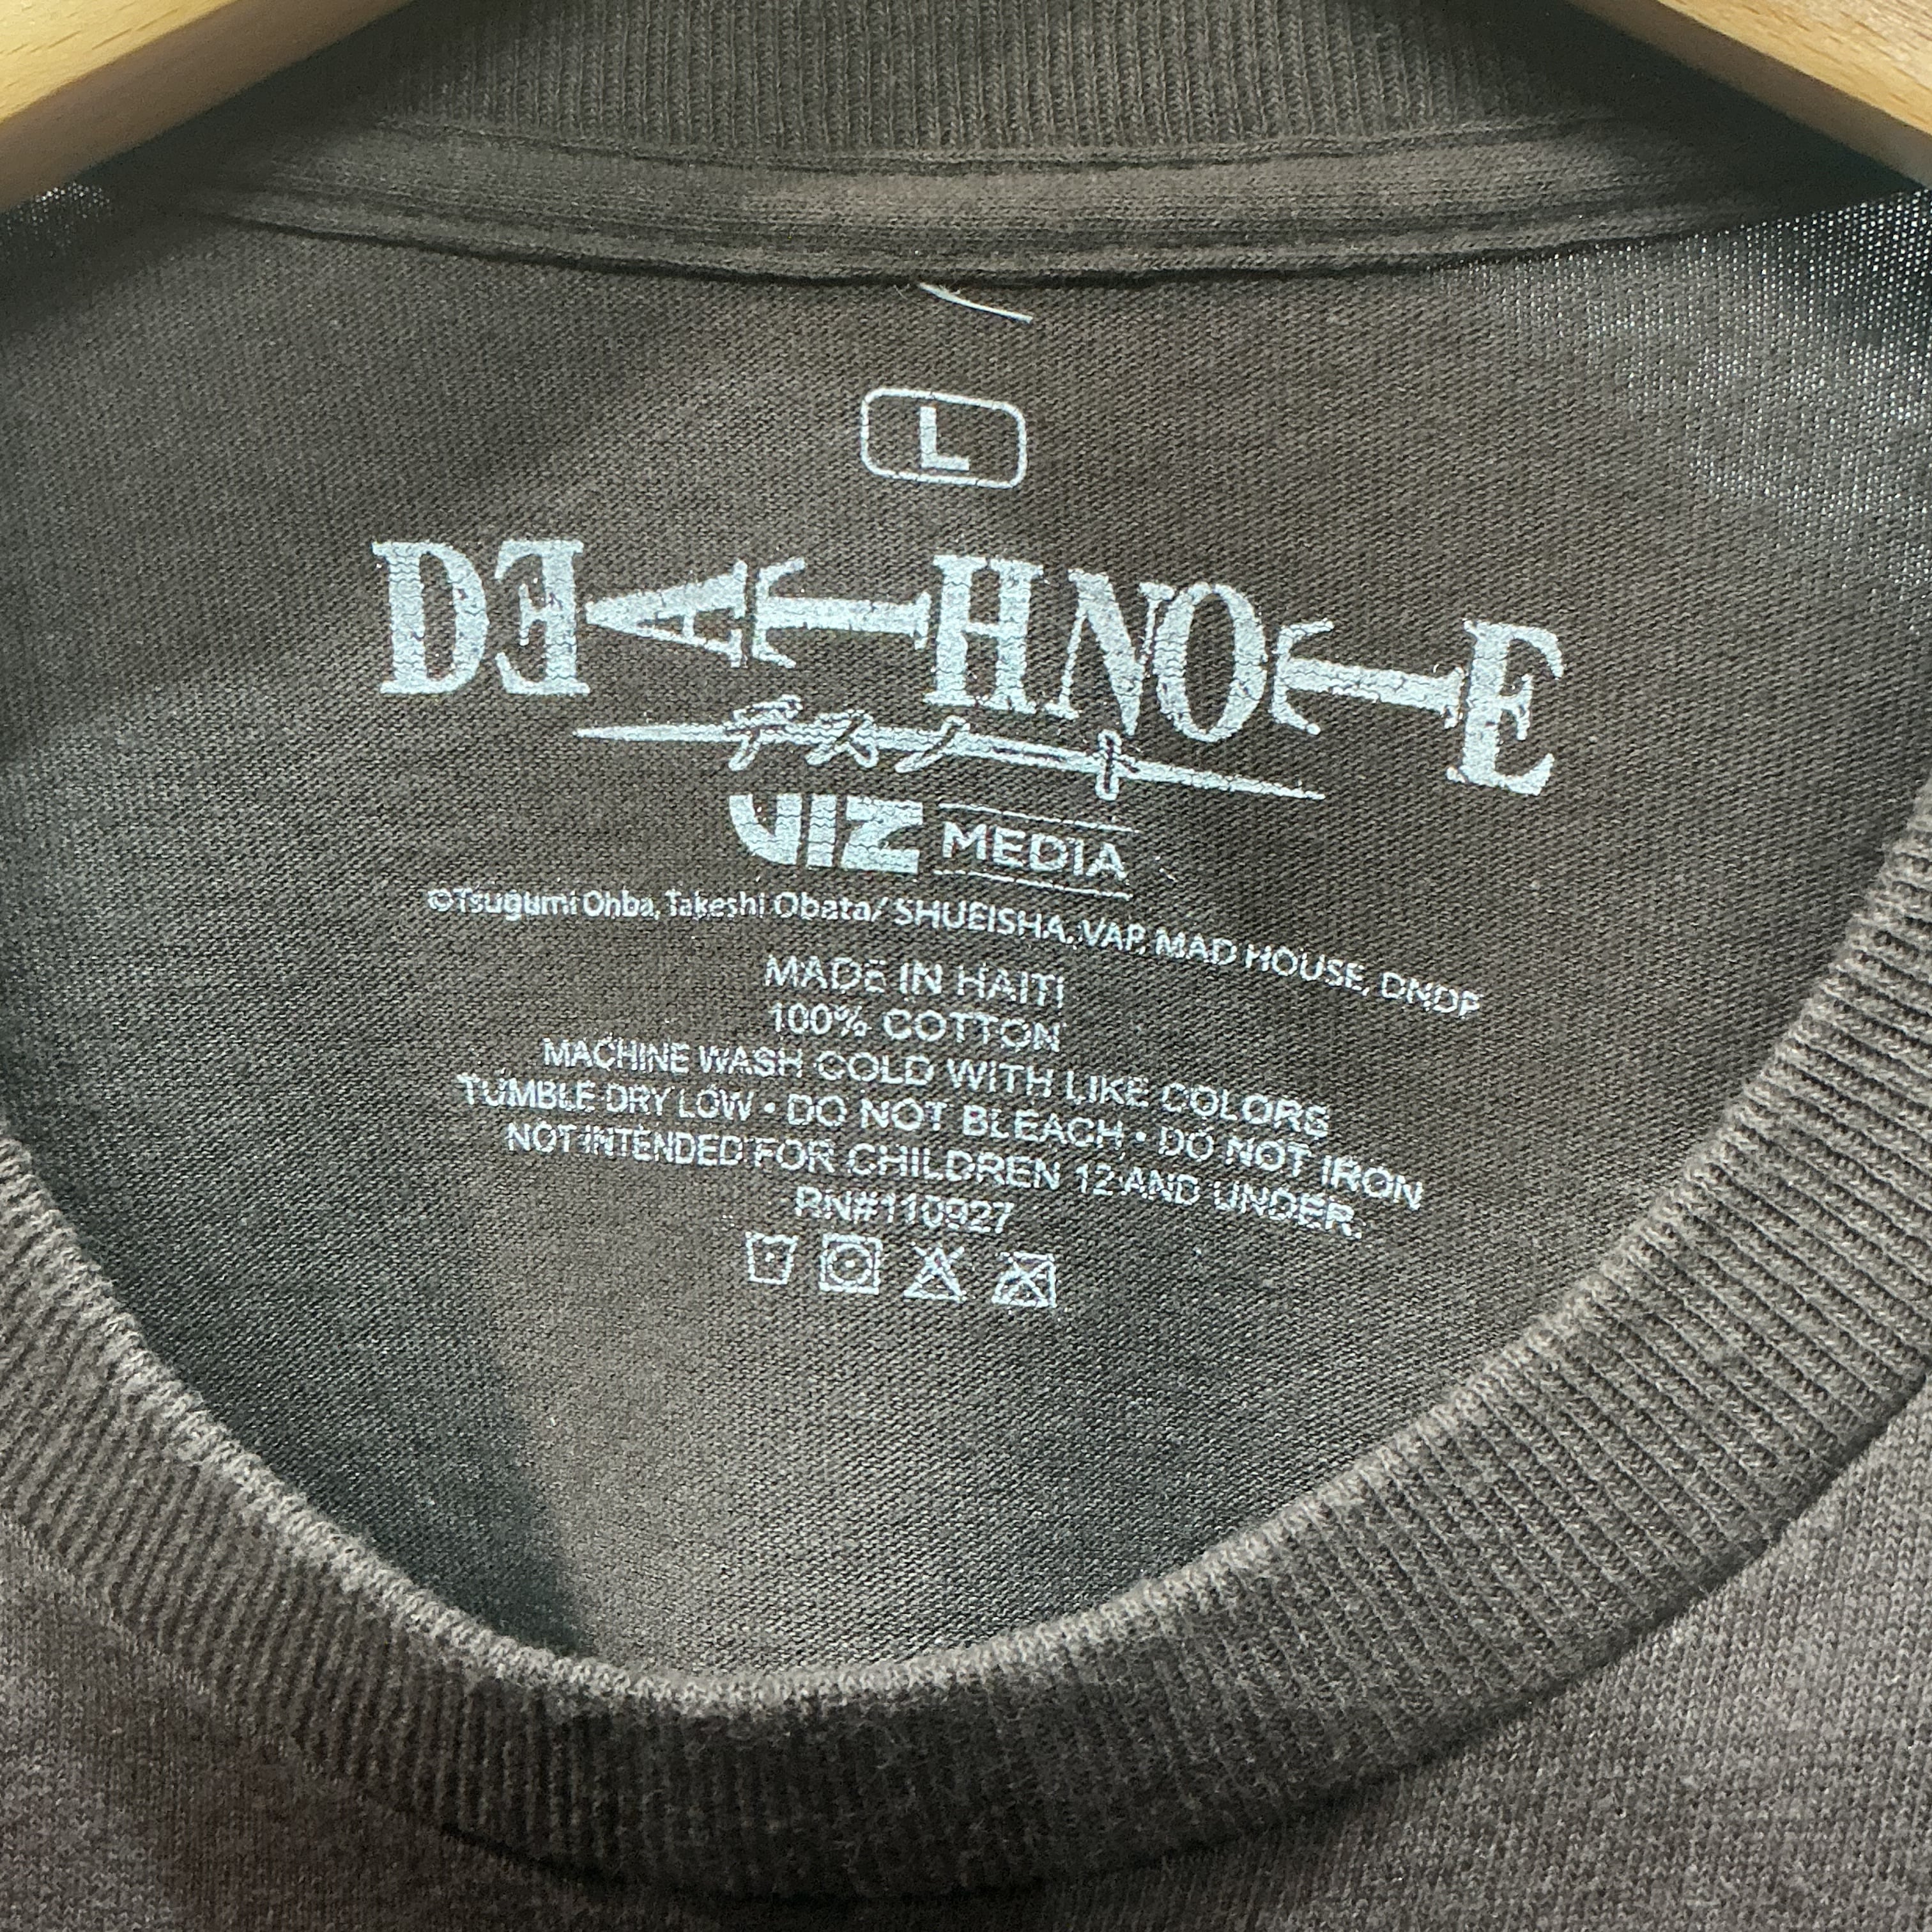 L
DEATH NOTE
デスノート
VIZ MEDIA
©Tsugumi Ohba, Takeshi Obata/ SHUEISHA, VAP, MAD HOUSE, DNDP
MADE IN HAITI
100% COTTON
MACHINE WASH COLD WITH LIKE COLORS
TUMBLE DRY LOW • DO NOT BLEACH • DO NOT IRON
NOT INTENDED FOR CHILDREN 12 AND UNDER.
RN#110927